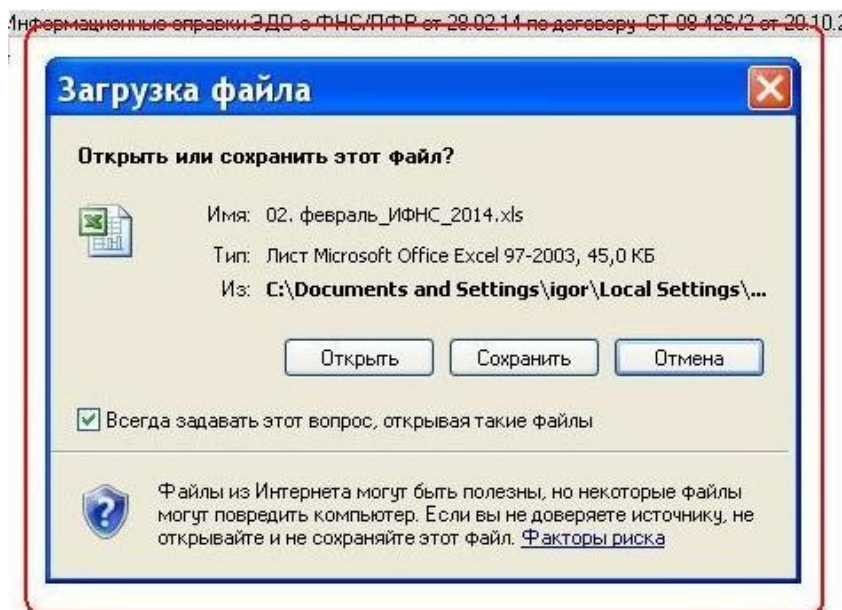 Информационные справки ЭДО с ФНС/ПФР от 28.02.14 по договору СТ 08-426/2 от 20.10.2
Загрузка файла
Открыть или сохранить этот файл?
Имя: 02. февраль_ИФНС_2014.xls
Тип: Лист Microsoft Office Excel 97-2003, 45,0 КБ
Из: C:\Documents and Settings\igor\Local Settings\...
Открыть Сохранить Отмена
Всегда задавать этот вопрос, открывая такие файлы
Файлы из Интернета могут быть полезны, но некоторые файлы
могут повредить компьютер. Если вы не доверяете источнику, не
открывайте и не сохраняйте этот файл. Факторы риска